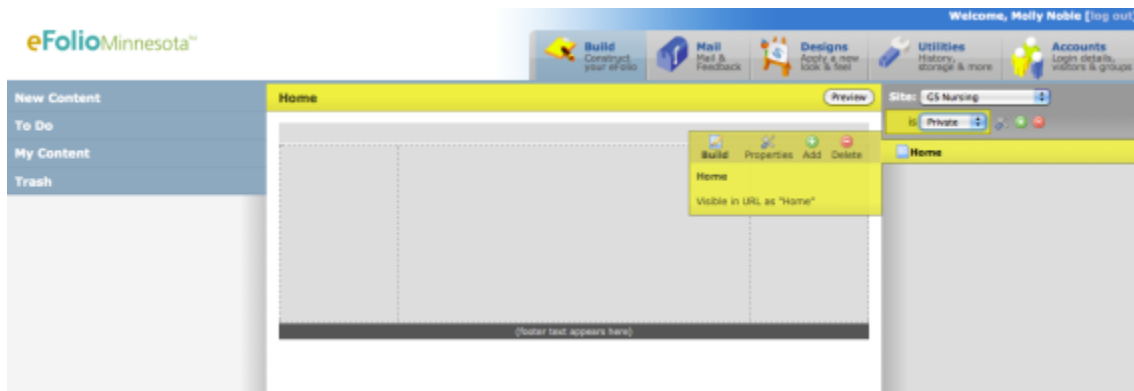 Welcome, Molly Noble [log out]
eFolioMinnesota™
Build
Construct your eFolio
Mail
Mail & Feedback
Designs
Apply a new look & feel
Utilities
History, storage & more
Accounts
Login details, visitors & groups
New Content
To Do
My Content
Trash
Home
Preview
Site: GS Nursing
is Private
Build Properties Add Delete
Home
Visible in URL as "Home"
Home
(footer text appears here)